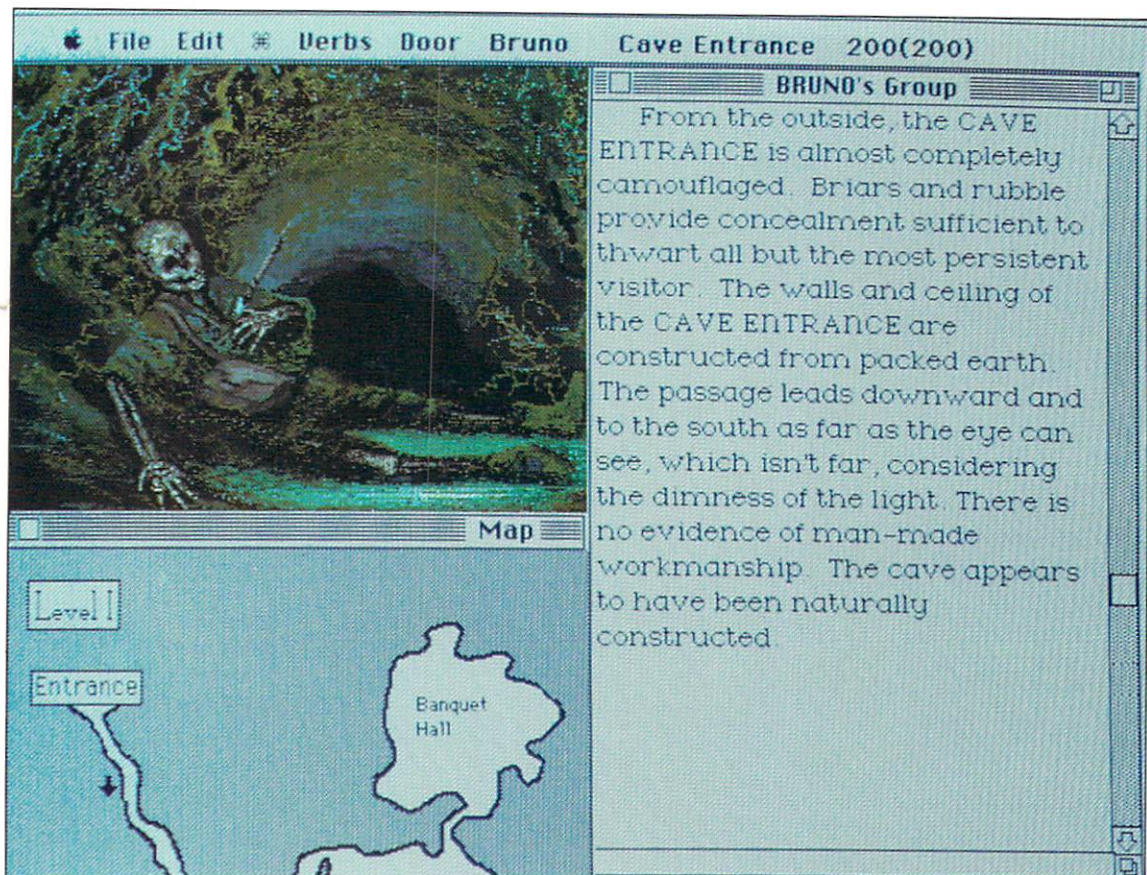 File Edit ⌘ Verbs Door Bruno Cave Entrance 200(200)
BRUNO's Group
From the outside, the CAVE
ENTRANCE is almost completely
camouflaged. Briars and rubble
provide concealment sufficient to
thwart all but the most persistent
visitor. The walls and ceiling of
the CAVE ENTRANCE are
constructed from packed earth.
The passage leads downward and
to the south as far as the eye can
see, which isn't far, considering
the dimness of the light. There is
no evidence of man-made
workmanship. The cave appears
to have been naturally
constructed.
Map
Level I
Entrance
Banquet
Hall